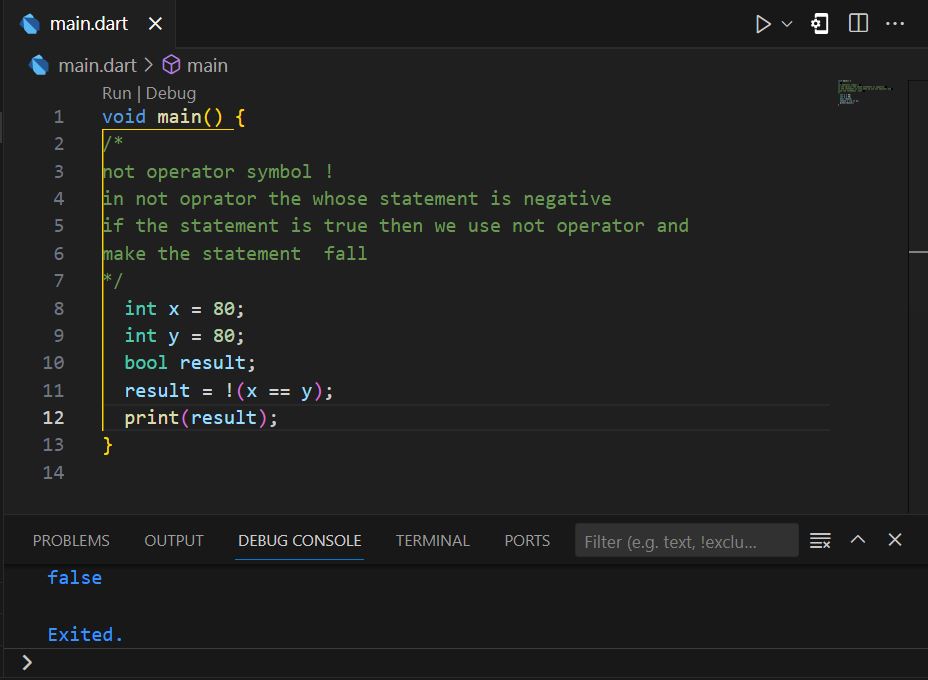 main.dart
main.dart > main
Run | Debug
1 void main() {
2 /*
3 not operator symbol !
4 in not oprator the whose statement is negative
5 if the statement is true then we use not operator and
6 make the statement  fall
7 */
8   int x = 80;
9   int y = 80;
10   bool result;
11   result = !(x == y);
12   print(result);
13 }
14
PROBLEMS OUTPUT DEBUG CONSOLE TERMINAL PORTS Filter (e.g. text, !exclu...
false
Exited.
>